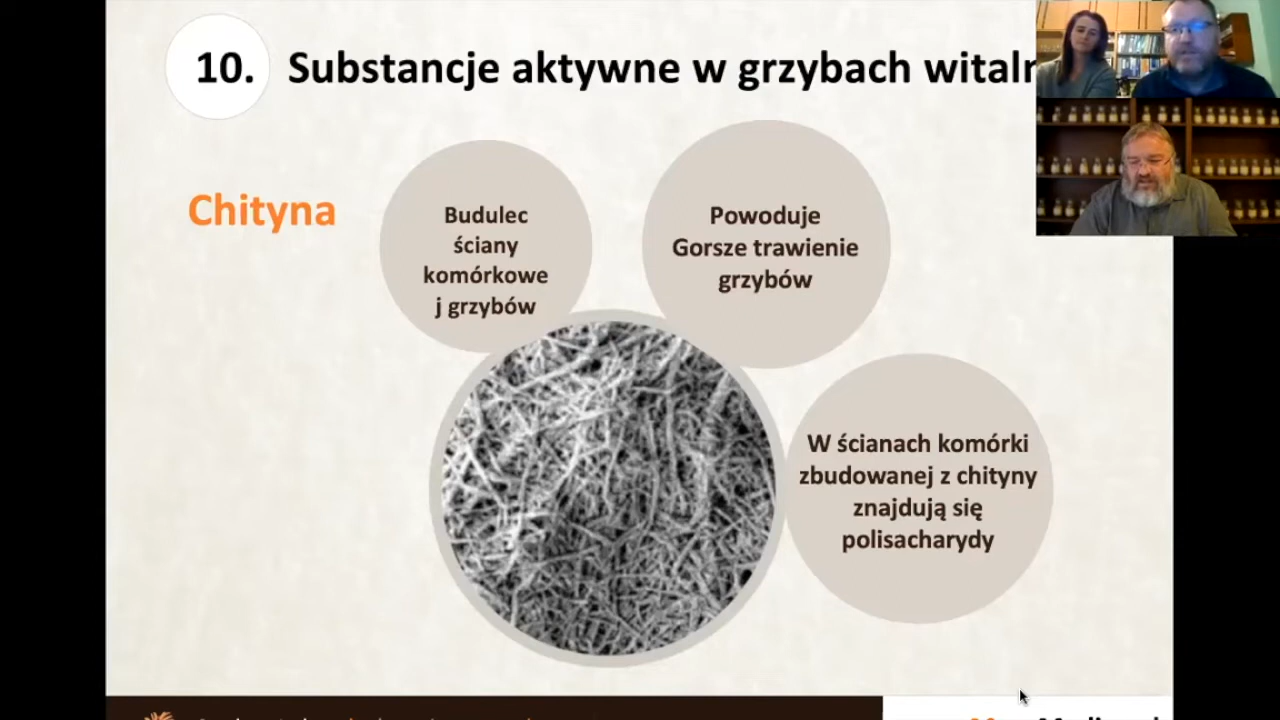 10. Substancje aktywne w grzybach
Chityna
Budulec
ściany
komórkowe
j grzybów
Powoduje
Gorsze trawienie
grzybów
W ścianach komórki
zbudowanej z chityny
znajdują się
polisacharydy